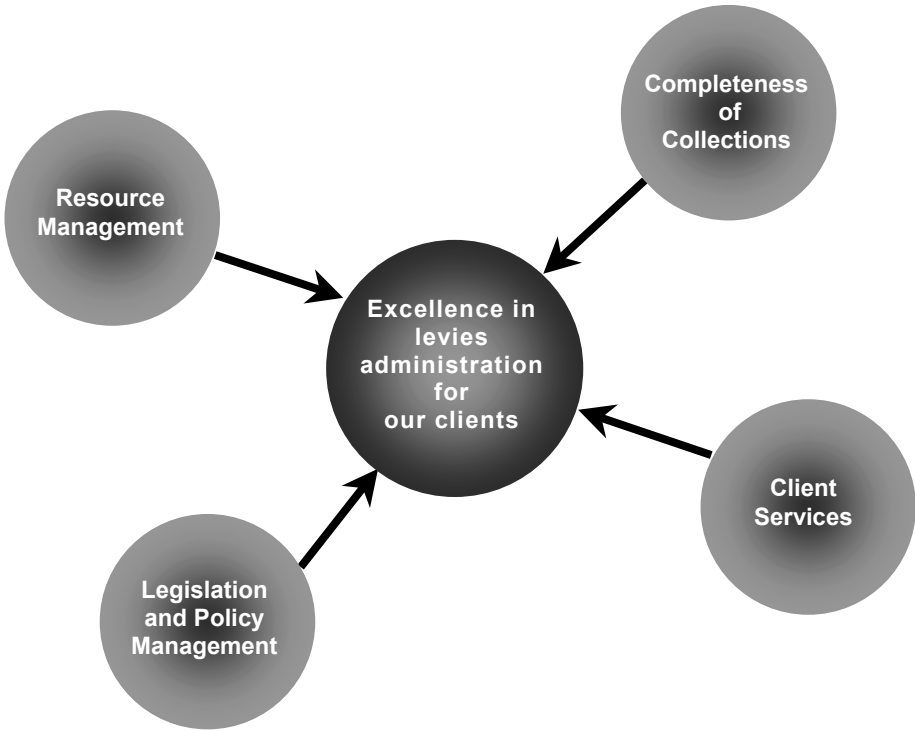 Completeness
of
Collections
Resource
Management
Excellence in
levies
administration
for
our clients
Client
Services
Legislation
and Policy
Management